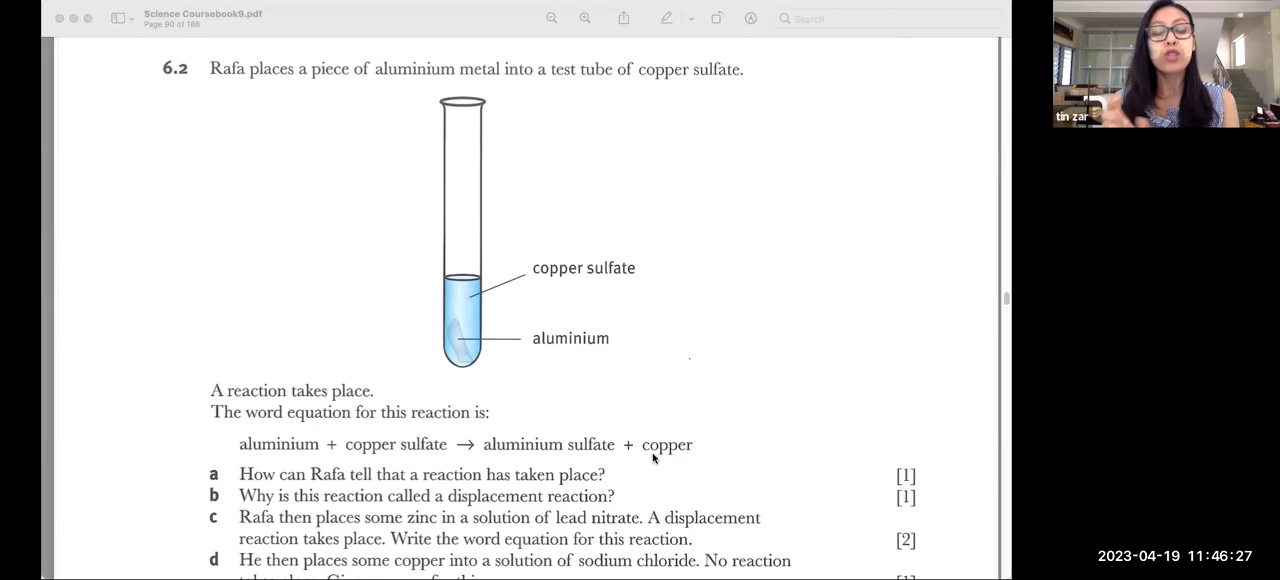 Science Coursebook9.pdf
Page 90 of 186
Search
tin zar
6.2 Rafa places a piece of aluminium metal into a test tube of copper sulfate.
copper sulfate
aluminium
A reaction takes place.
The word equation for this reaction is:
aluminium + copper sulfate → aluminium sulfate + copper
a How can Rafa tell that a reaction has taken place? [1]
b Why is this reaction called a displacement reaction? [1]
c Rafa then places some zinc in a solution of lead nitrate. A displacement
reaction takes place. Write the word equation for this reaction. [2]
d He then places some copper into a solution of sodium chloride. No reaction
2023-04-19 11:46:27